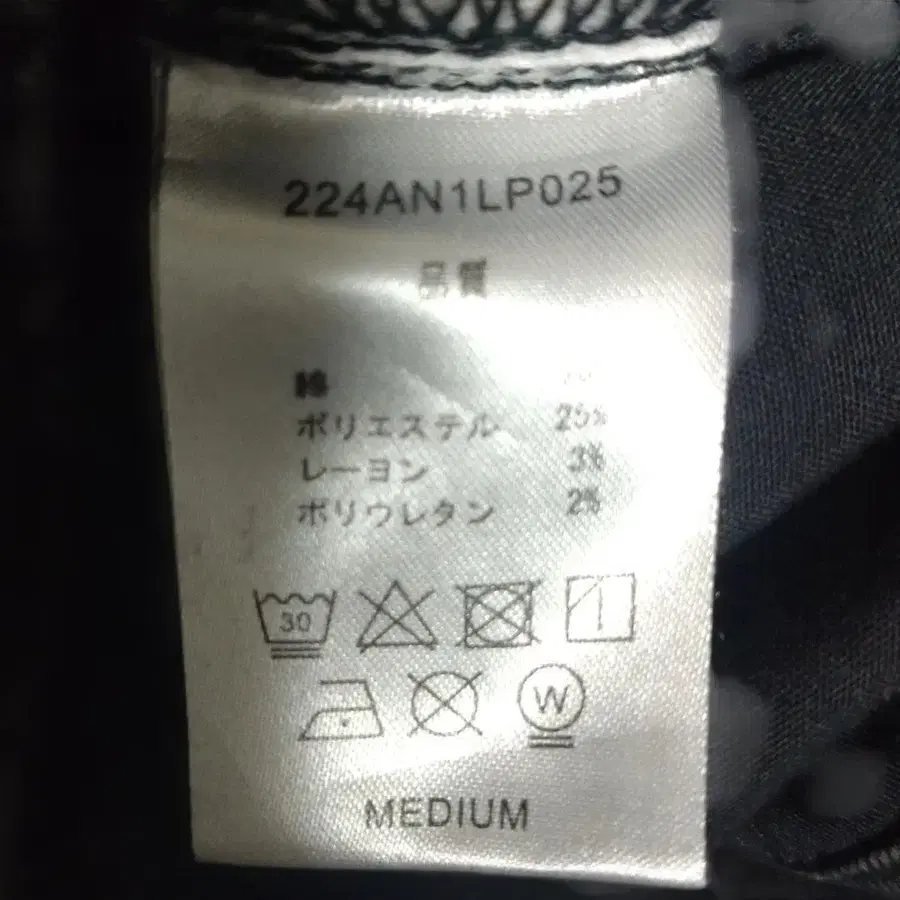 224AN1LP025
品質
綿
ポリエステル 25%
レーヨン 3%
ポリウレタン 2%
30
W
MEDIUM